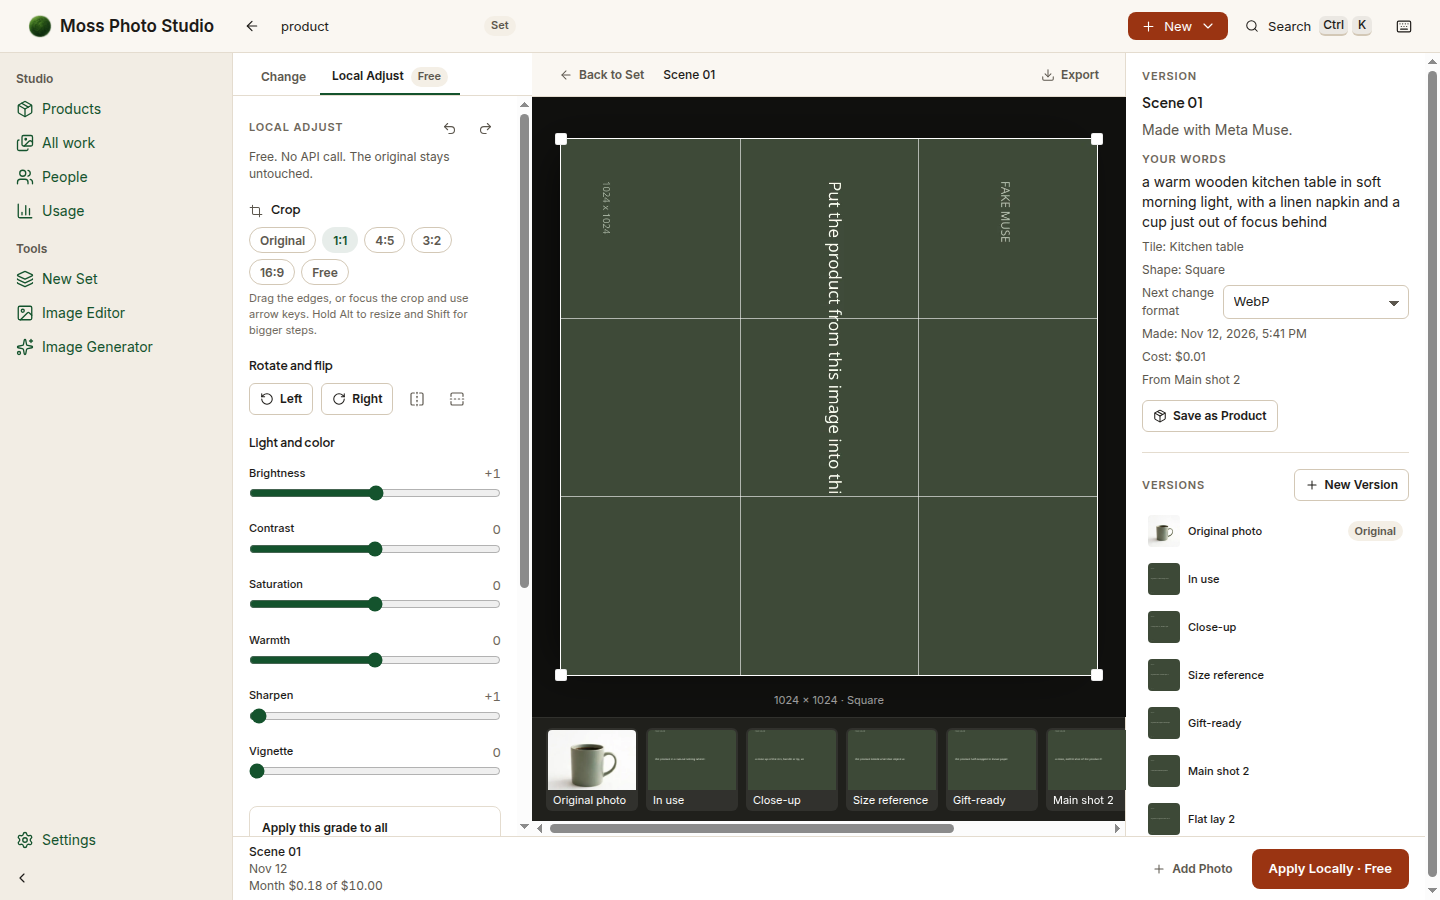 Moss Photo Studio
product
Set
New
Search
Ctrl
K
Studio
Products
All work
People
Usage
Tools
New Set
Image Editor
Image Generator
Settings
Change
Local Adjust
Free
LOCAL ADJUST
Free. No API call. The original stays
untouched.
Crop
Original
1:1
4:5
3:2
16:9
Free
Drag the edges, or focus the crop and use
arrow keys. Hold Alt to resize and Shift for
bigger steps.
Rotate and flip
Left
Right
Light and color
Brightness
+1
Contrast
0
Saturation
0
Warmth
0
Sharpen
+1
Vignette
0
Apply this grade to all
Back to Set
Scene 01
Export
1024 x 1024
Put the product from this image into thi
FAKE MUSE
1024 × 1024 · Square
Original photo
In use
Close-up
Size reference
Gift-ready
Main shot 2
VERSION
Scene 01
Made with Meta Muse.
YOUR WORDS
a warm wooden kitchen table in soft
morning light, with a linen napkin and a
cup just out of focus behind
Tile: Kitchen table
Shape: Square
Next change
format
WebP
Made: Nov 12, 2026, 5:41 PM
Cost: $0.01
From Main shot 2
Save as Product
VERSIONS
New Version
Original photo
Original
In use
Close-up
Size reference
Gift-ready
Main shot 2
Flat lay 2
Scene 01
Nov 12
Month $0.18 of $10.00
Add Photo
Apply Locally · Free